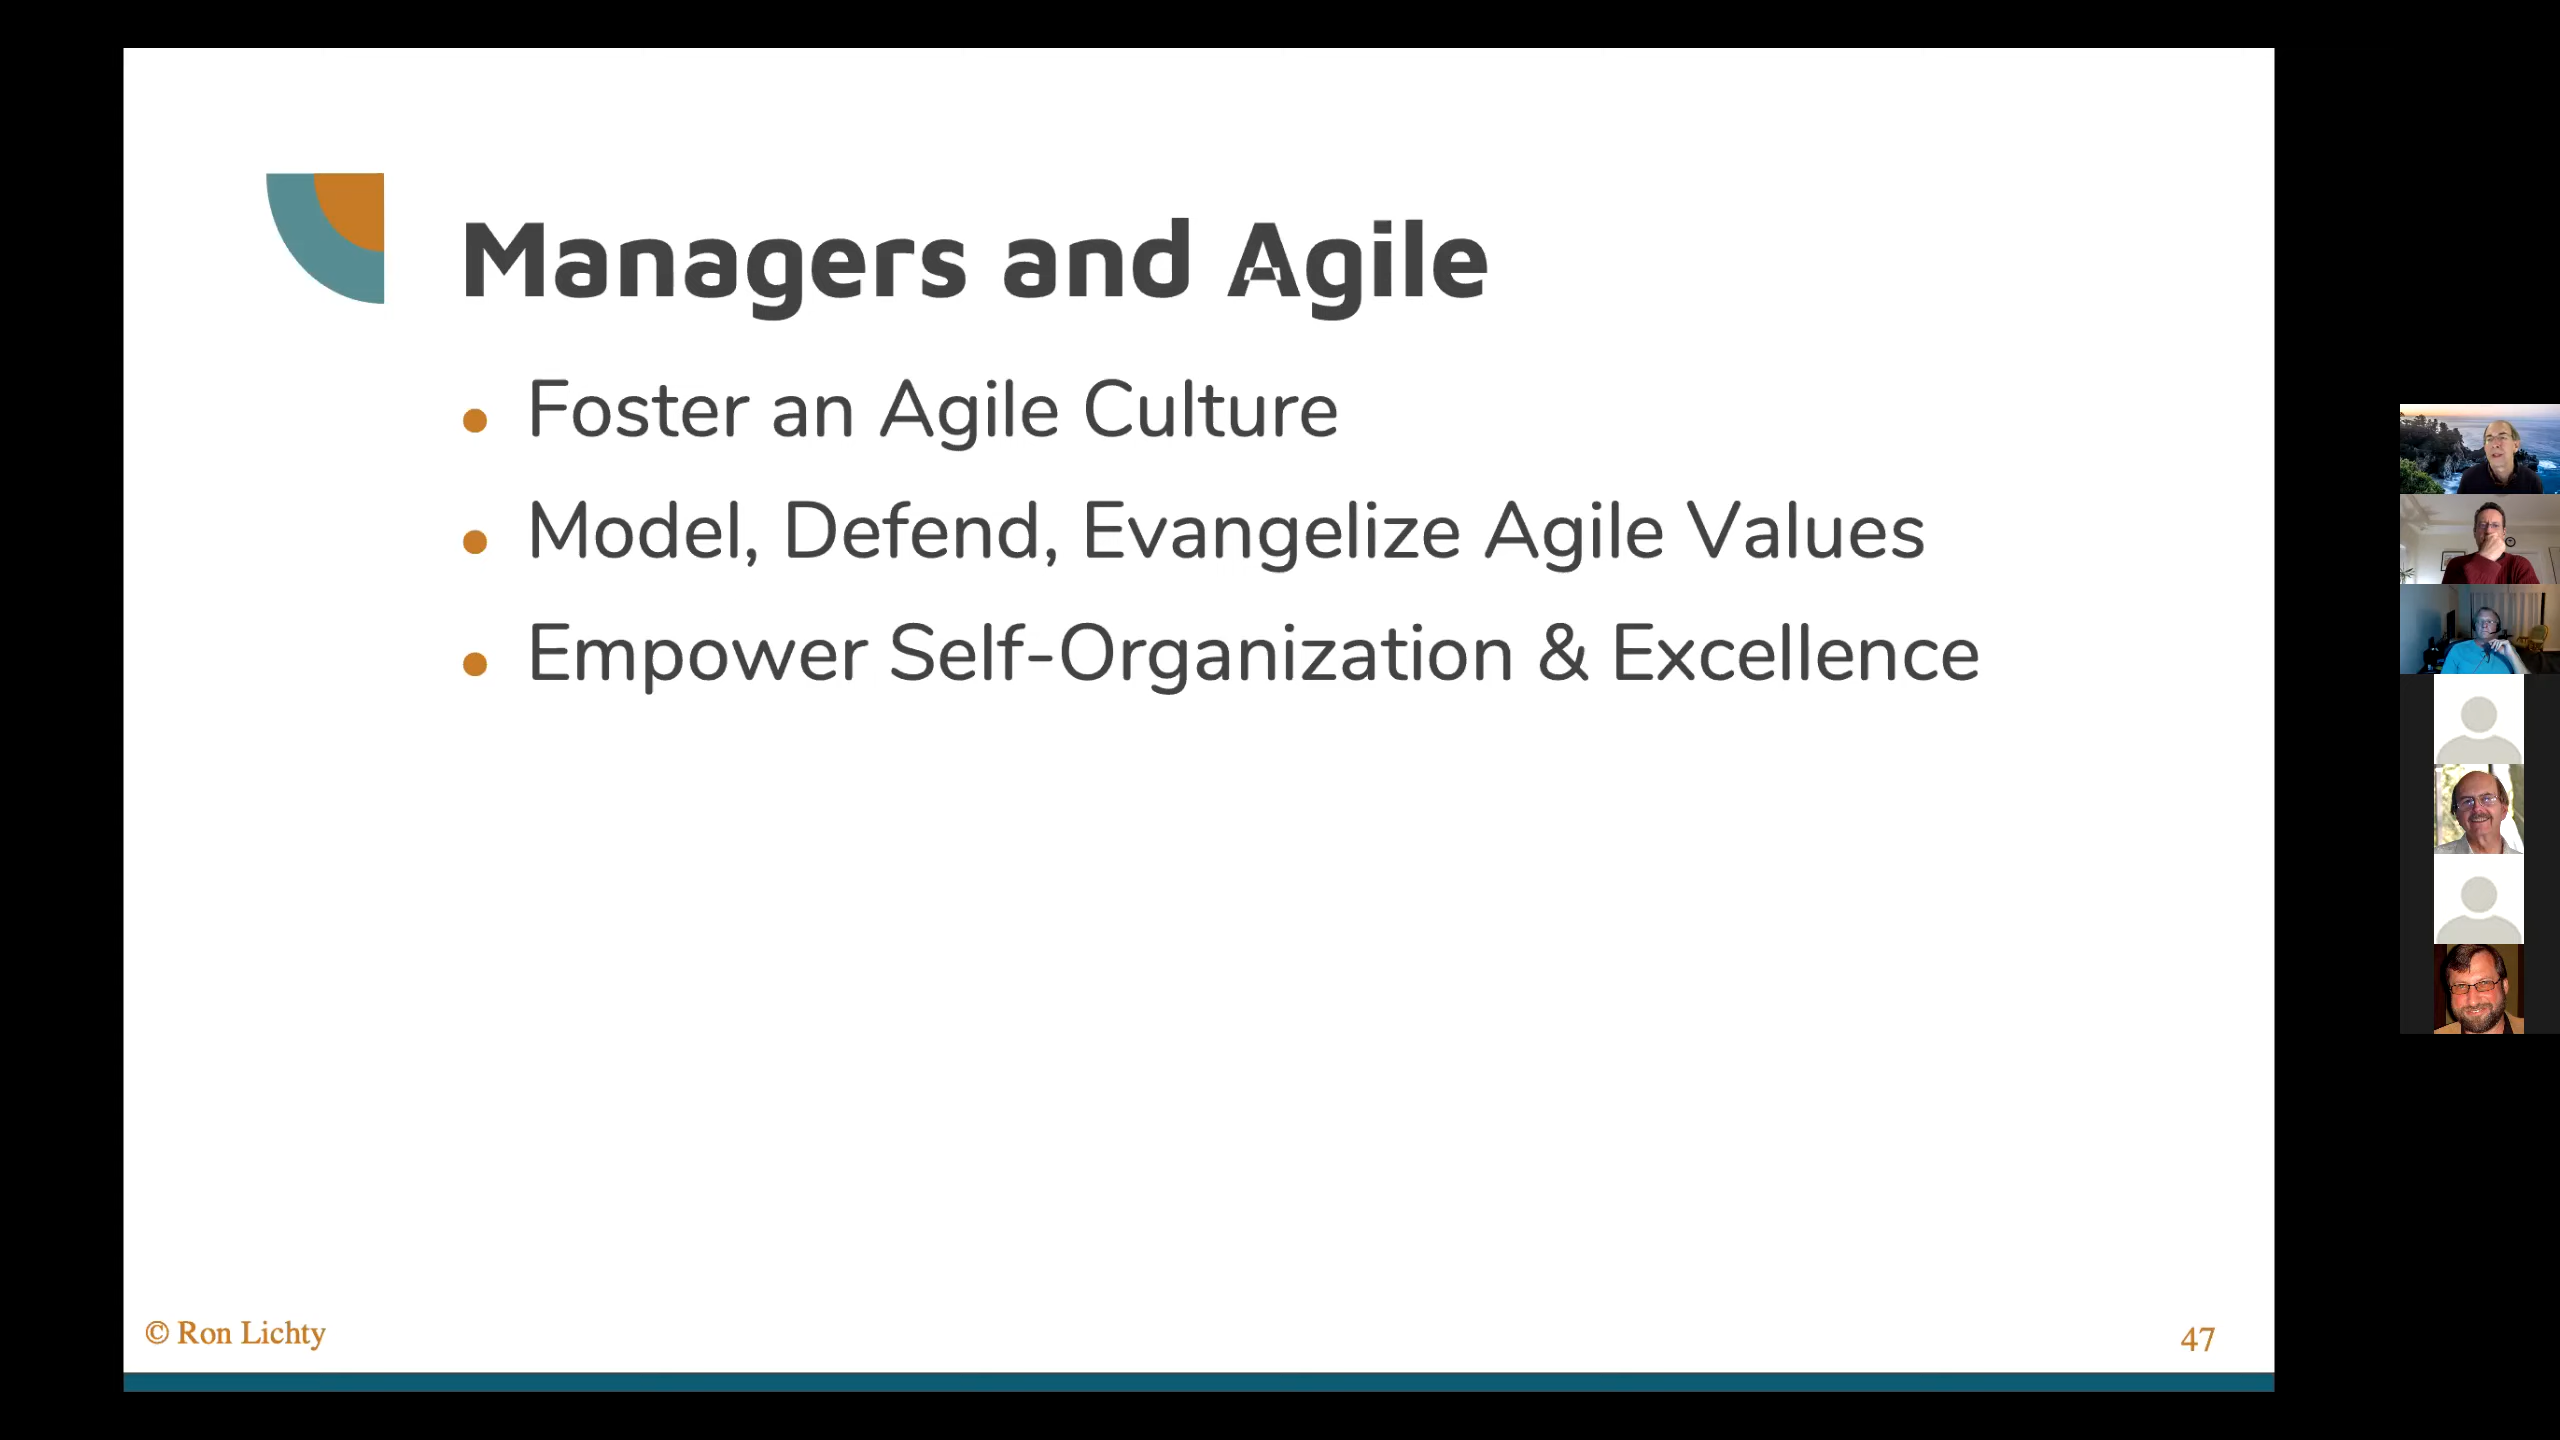 Managers and Agile
• Foster an Agile Culture
• Model, Defend, Evangelize Agile Values
• Empower Self-Organization & Excellence
© Ron Lichty
47